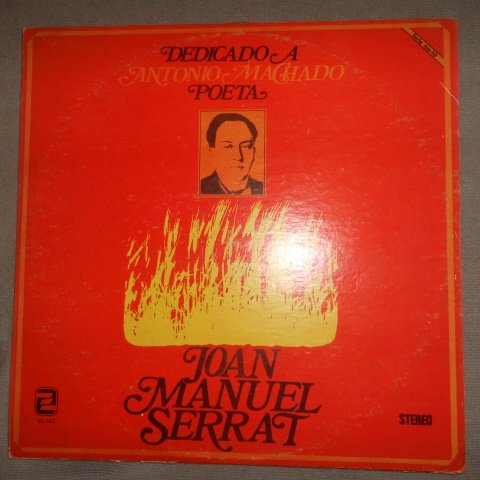 DEDICADO A
ANTONIO MACHADO
POETA
JOAN
MANUEL
SERRAT
STEREO